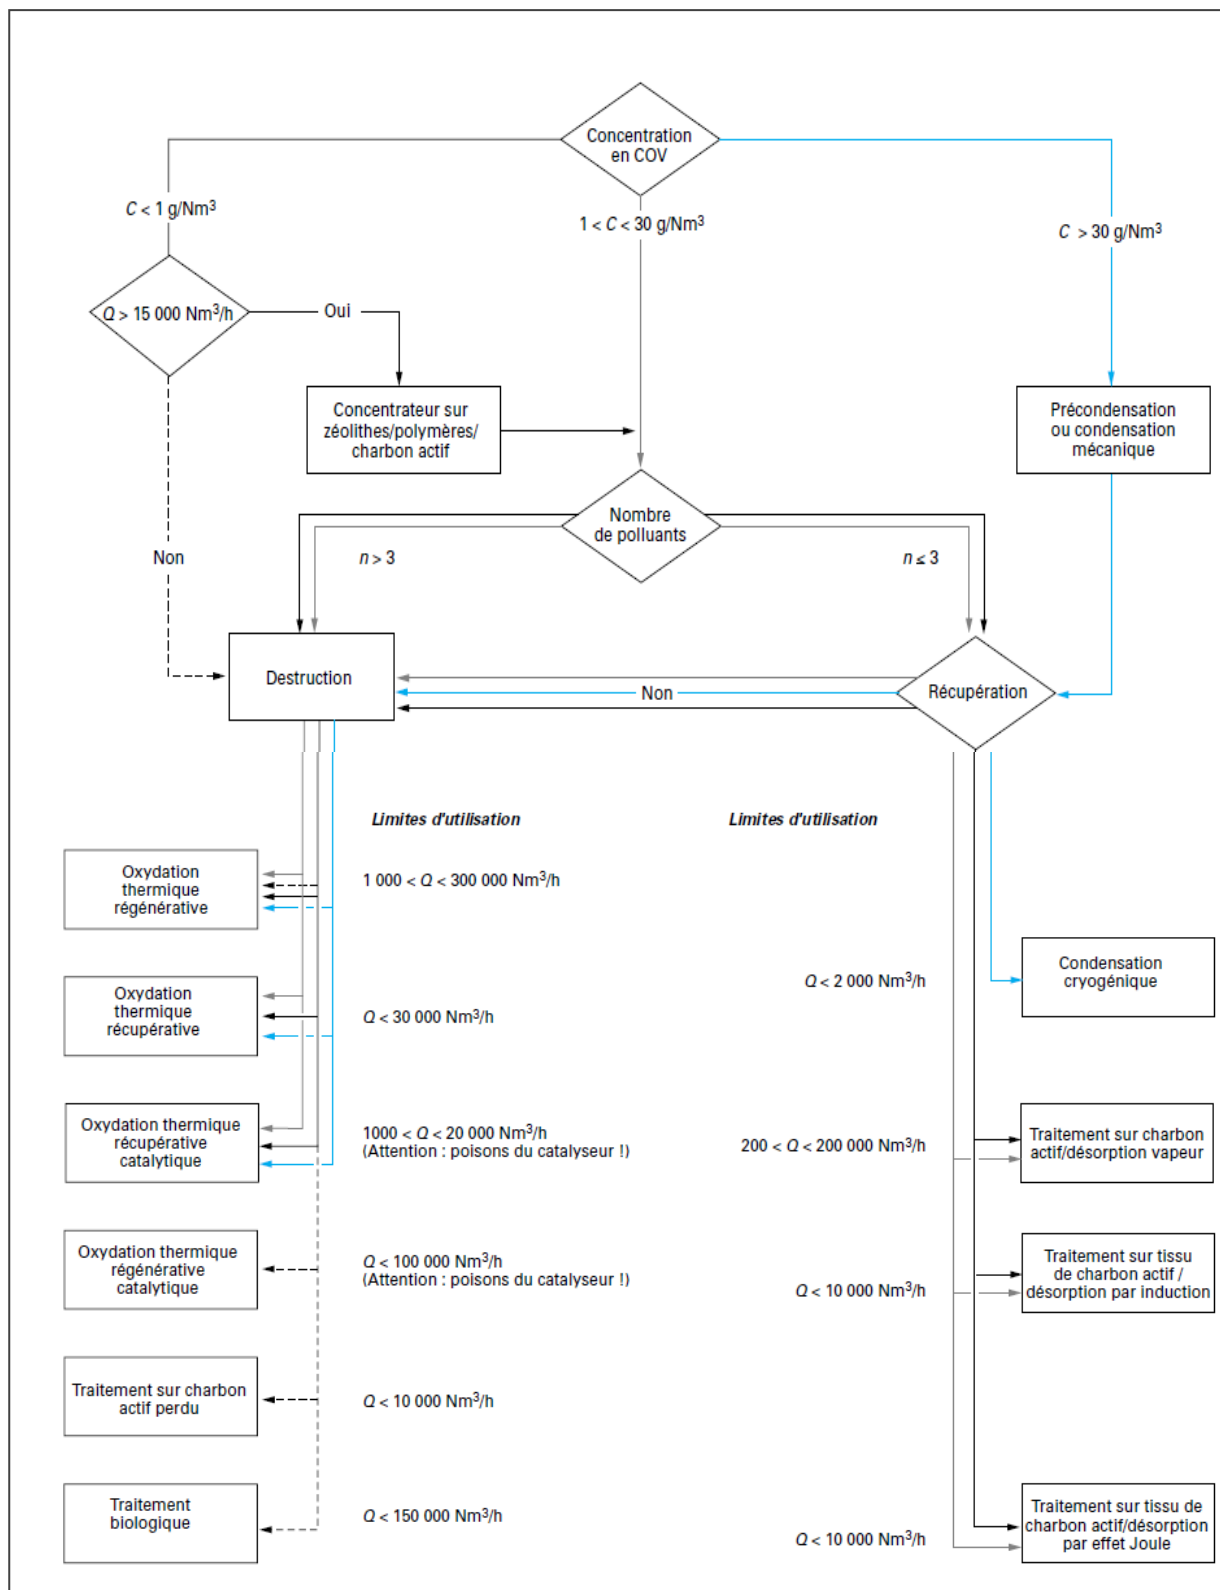 Concentration
en COV
C < 1 g/Nm³
1 < C < 30 g/Nm³
C > 30 g/Nm³
Q > 15 000 Nm³/h
Oui
Concentrateur sur
zéolithes/polymères/
charbon actif
Précondensation
ou condensation
mécanique
Nombre
de polluants
Non
n > 3
n ≤ 3
Destruction
Non
Récupération
Limites d'utilisation
Limites d'utilisation
Oxydation
thermique
régénérative
1 000 < Q < 300 000 Nm³/h
Oxydation
thermique
récupérative
Q < 30 000 Nm³/h
Q < 2 000 Nm³/h
Condensation
cryogénique
Oxydation thermique
récupérative
catalytique
1000 < Q < 20 000 Nm³/h
(Attention : poisons du catalyseur !)
200 < Q < 200 000 Nm³/h
Traitement sur charbon
actif/désorption vapeur
Oxydation thermique
régénérative
catalytique
Q < 100 000 Nm³/h
(Attention : poisons du catalyseur !)
Q < 10 000 Nm³/h
Traitement sur tissu
de charbon actif /
désorption par induction
Traitement sur charbon
actif perdu
Q < 10 000 Nm³/h
Traitement
biologique
Q < 150 000 Nm³/h
Q < 10 000 Nm³/h
Traitement sur tissu de
charbon actif/désorption
par effet Joule